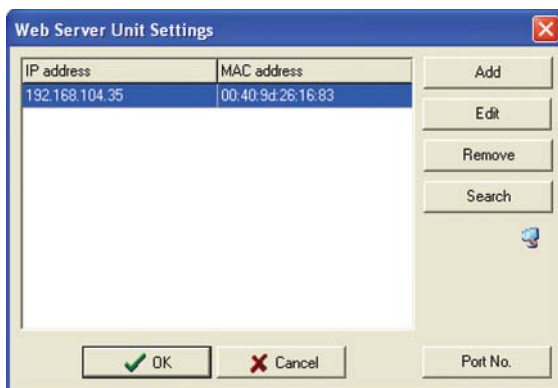 Web Server Unit Settings
IP address MAC address
192.168.104.35 00:40:9d:26:16:83
Add
Edit
Remove
Search
OK Cancel Port No.